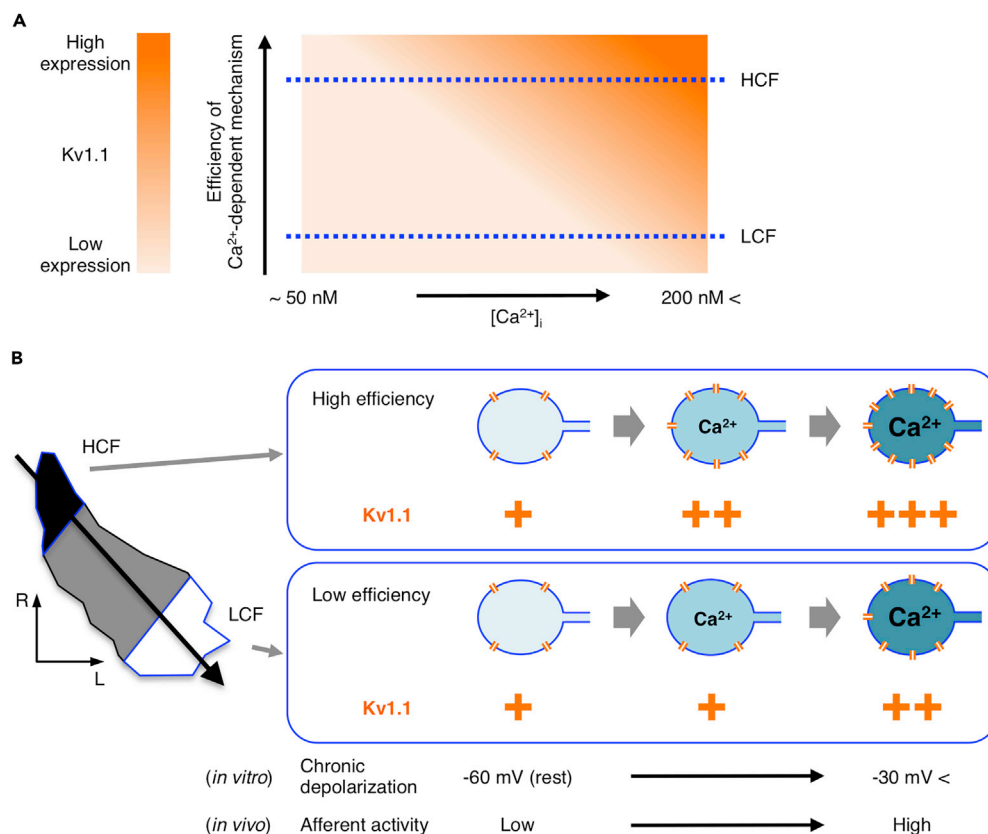 A
High
expression
Kv1.1
Low
expression
Efficiency of
Ca²⁺-dependent mechanism
HCF
LCF
~ 50 nM
200 nM <
[Ca²⁺]i
B
HCF
LCF
R
L
High efficiency
Ca²⁺
Ca²⁺
Kv1.1
+
++
+++
Low efficiency
Ca²⁺
Ca²⁺
Kv1.1
+
+
++
(in vitro) Chronic
depolarization
-60 mV (rest)
-30 mV <
(in vivo) Afferent activity
Low
High